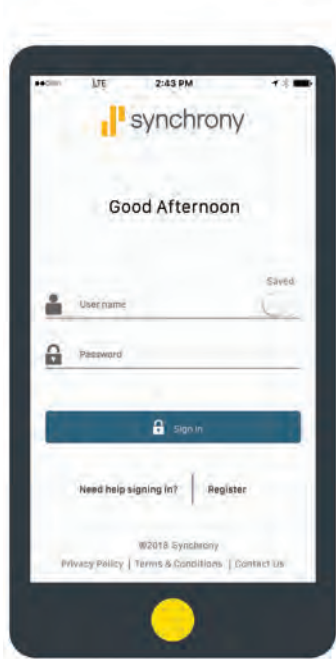 LTE 2:43 PM
synchrony
Good Afternoon
Saved
User name
Password
Sign in
Need help signing in? | Register
©2018 Synchrony
Privacy Policy | Terms & Conditions | Contact Us